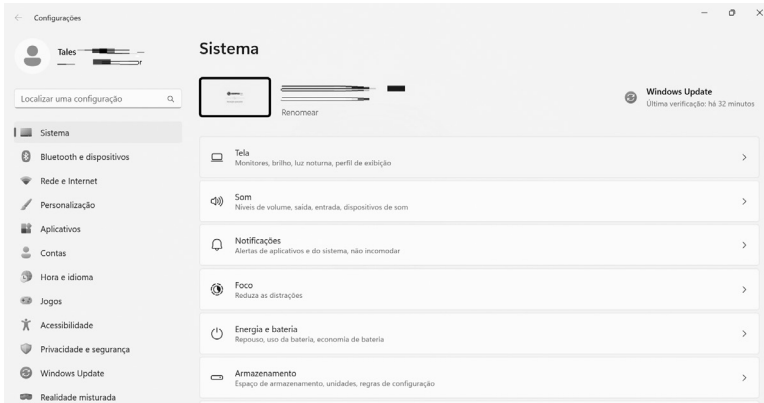 Configurações
Tales
Localizar uma configuração
Sistema
Bluetooth e dispositivos
Rede e Internet
Personalização
Aplicativos
Contas
Hora e idioma
Jogos
Acessibilidade
Privacidade e segurança
Windows Update
Realidade misturada
Sistema
Renomear
Windows Update
Última verificação: há 32 minutos
Tela
Monitores, brilho, luz noturna, perfil de exibição
Som
Níveis de volume, saída, entrada, dispositivos de som
Notificações
Alertas de aplicativos e do sistema, não incomodar
Foco
Reduza as distrações
Energia e bateria
Repouso, uso da bateria, economia de bateria
Armazenamento
Espaço de armazenamento, unidades, regras de configuração